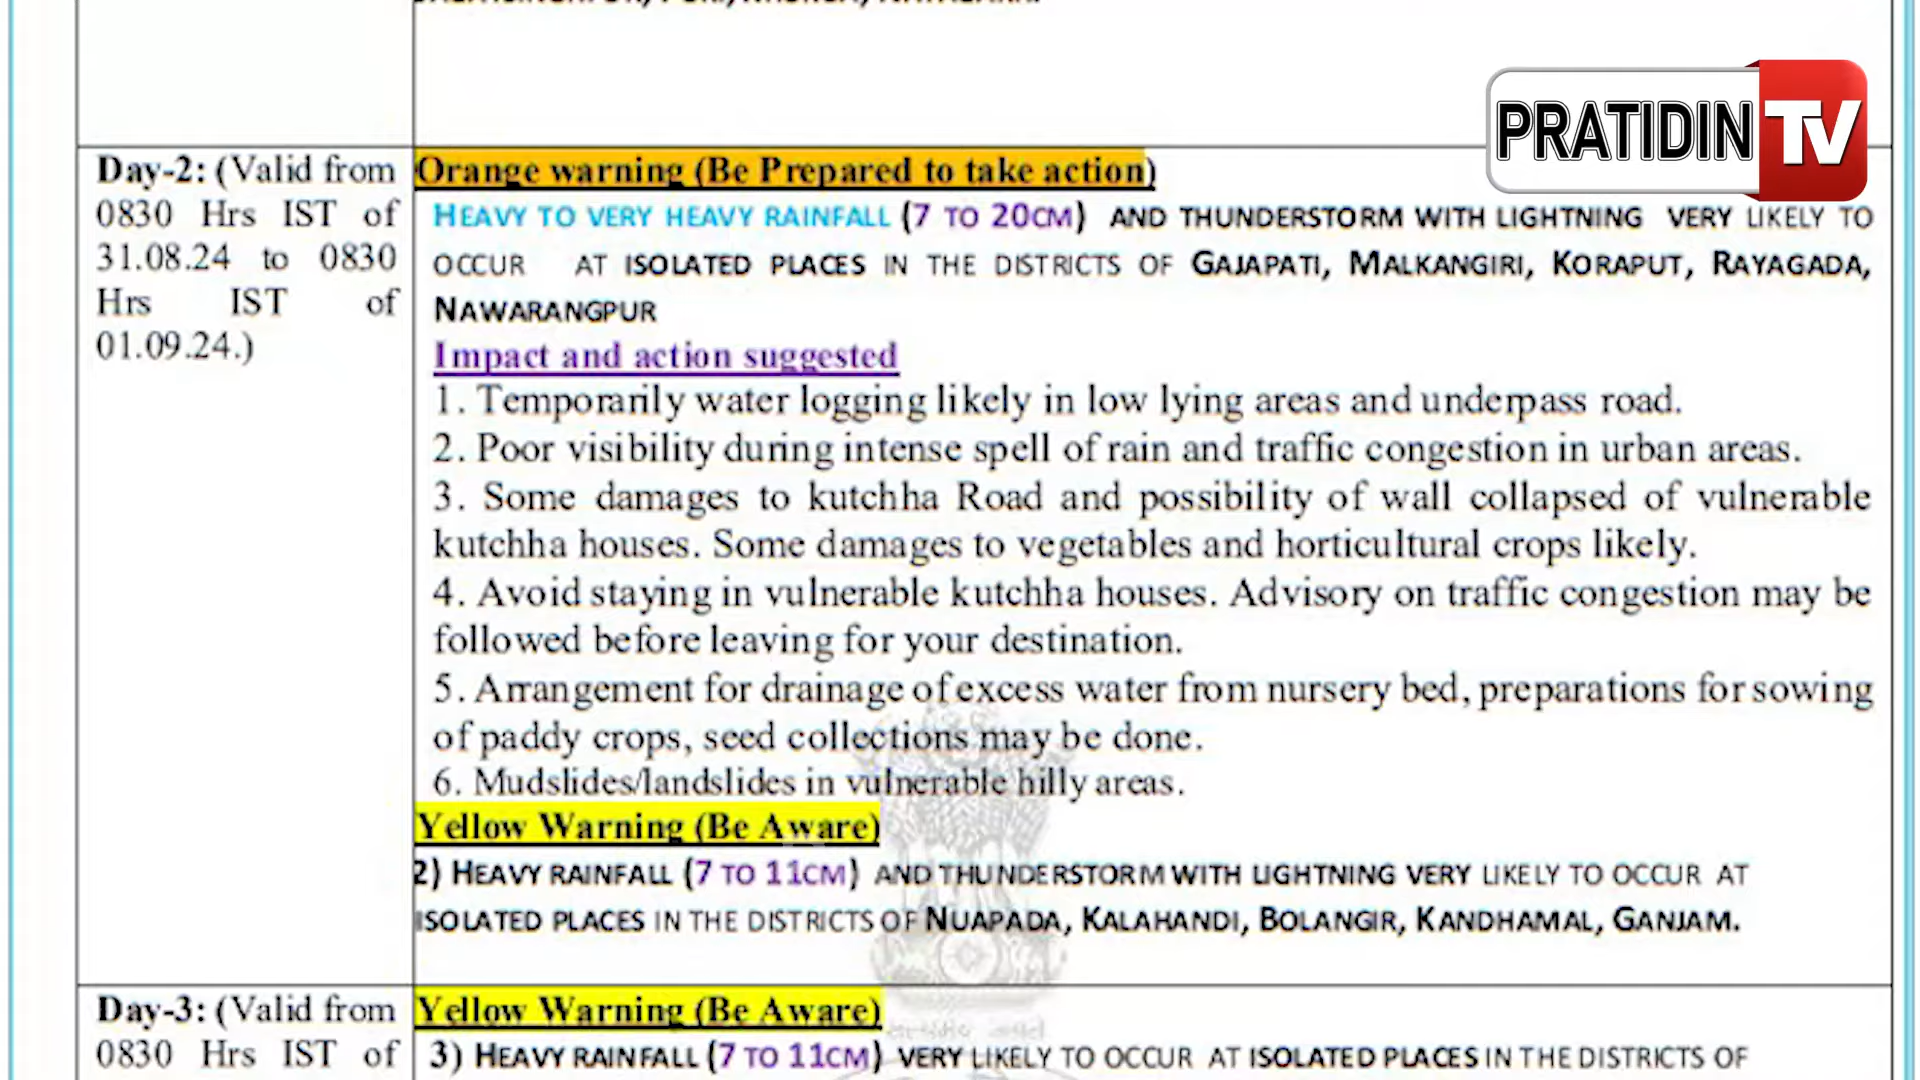 PRATIDIN TV
Day-2: (Valid from
0830 Hrs IST of
31.08.24 to 0830
Hrs IST of
01.09.24.)
Orange warning (Be Prepared to take action)
HEAVY TO VERY HEAVY RAINFALL (7 TO 20CM) AND THUNDERSTORM WITH LIGHTNING VERY LIKELY TO
OCCUR AT ISOLATED PLACES IN THE DISTRICTS OF GAJAPATI, MALKANGIRI, KORAPUT, RAYAGADA,
NAWARANGPUR
Impact and action suggested
1. Temporarily water logging likely in low lying areas and underpass road.
2. Poor visibility during intense spell of rain and traffic congestion in urban areas.
3. Some damages to kutchha Road and possibility of wall collapsed of vulnerable
kutchha houses. Some damages to vegetables and horticultural crops likely.
4. Avoid staying in vulnerable kutchha houses. Advisory on traffic congestion may be
followed before leaving for your destination.
5. Arrangement for drainage of excess water from nursery bed, preparations for sowing
of paddy crops, seed collections may be done.
6. Mudslides/landslides in vulnerable hilly areas.
Yellow Warning (Be Aware)
2) HEAVY RAINFALL (7 TO 11CM) AND THUNDERSTORM WITH LIGHTNING VERY LIKELY TO OCCUR AT
ISOLATED PLACES IN THE DISTRICTS OF NUAPADA, KALAHANDI, BOLANGIR, KANDHAMAL, GANJAM.
Day-3: (Valid from
0830 Hrs IST of
Yellow Warning (Be Aware)
3) HEAVY RAINFALL (7 TO 11CM) VERY LIKELY TO OCCUR AT ISOLATED PLACES IN THE DISTRICTS OF